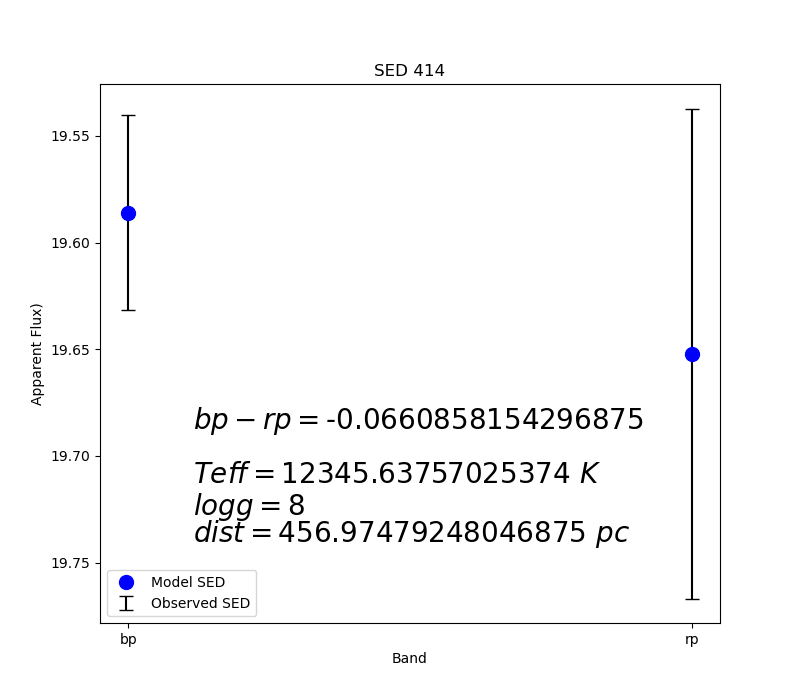 SED 414
Apparent Flux)
19.55
19.60
19.65
19.70
19.75
bp − rp = -0.0660858154296875
Teff = 12345.63757025374 K
logg = 8
dist = 456.97479248046875 pc
Model SED
Observed SED
bp
rp
Band